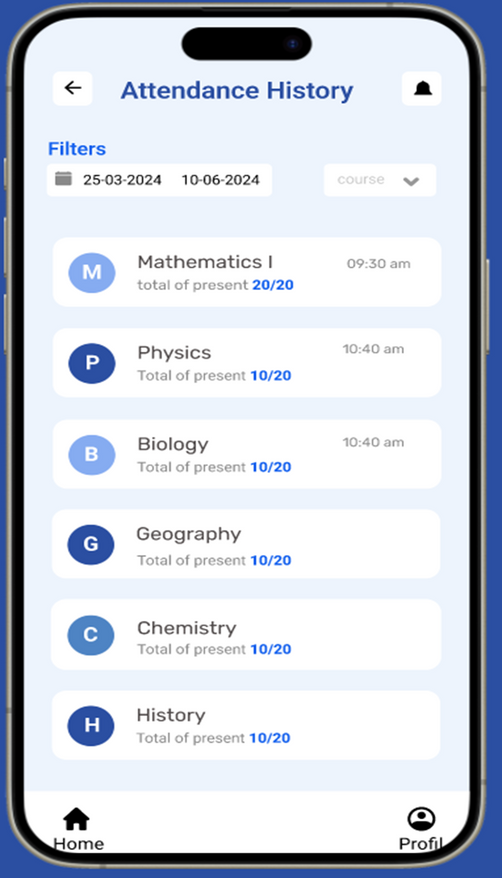 Attendance History
Filters
25-03-2024 10-06-2024 course
M Mathematics I 09:30 am
total of present 20/20
P Physics 10:40 am
Total of present 10/20
B Biology 10:40 am
Total of present 10/20
G Geography
Total of present 10/20
C Chemistry
Total of present 10/20
H History
Total of present 10/20
Home Profil